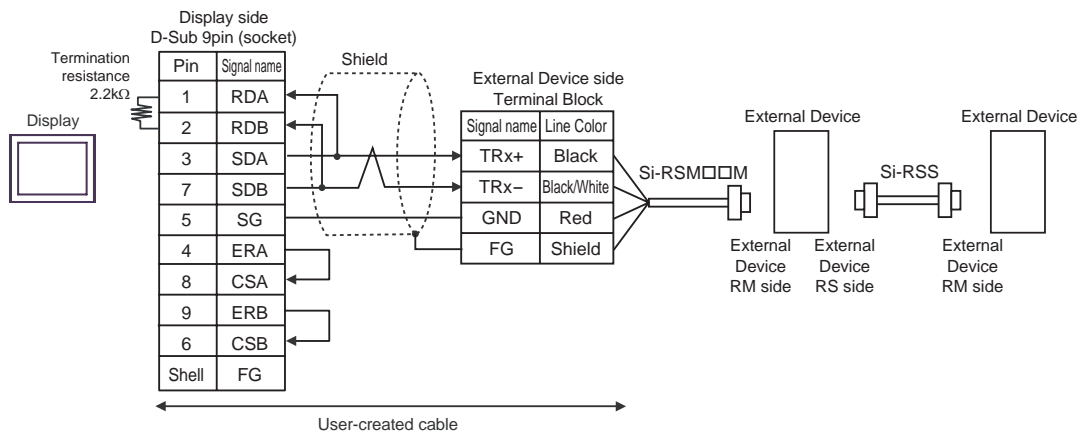 Display side
D-Sub 9pin (socket)
Termination
resistance
2.2kΩ
Display
Pin Signal name
1 RDA
2 RDB
3 SDA
7 SDB
5 SG
4 ERA
8 CSA
9 ERB
6 CSB
Shell FG
Shield
External Device side
Terminal Block
Signal name Line Color
TRx+ Black
TRx− Black/White
GND Red
FG Shield
Si-RSM□□M
External Device
External
Device
RM side
External
Device
RS side
Si-RSS
External Device
External
Device
RM side
User-created cable